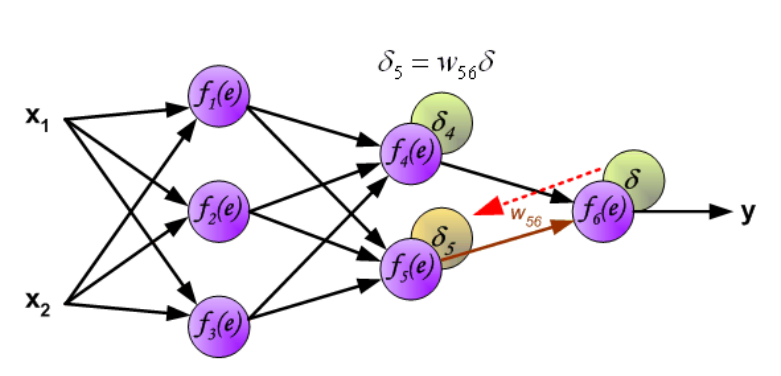 δ₅ = w₅₆δ
f₁(e)
δ₄
x₁
f₄(e)
δ
f₂(e)
w₅₆
f₆(e)
y
δ₅
f₅(e)
x₂
f₃(e)